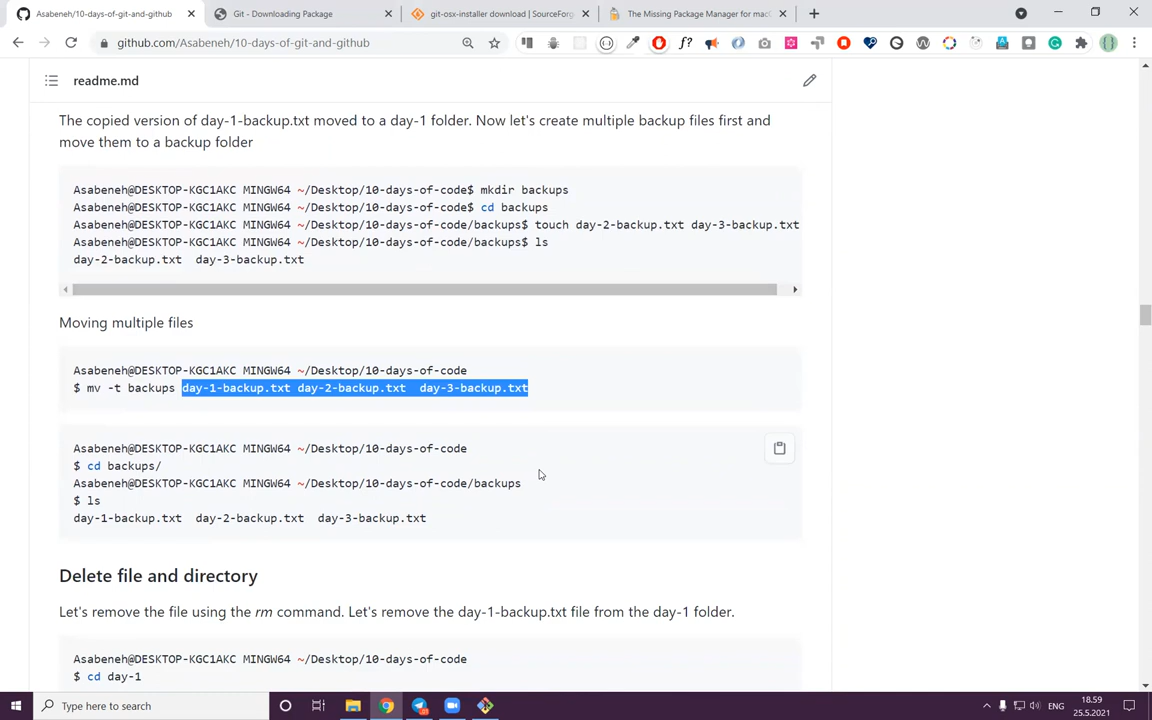 Asabeneh/10-days-of-git-and-github
Git - Downloading Package
git-osx-installer download | SourceForg
The Missing Package Manager for mac
github.com/Asabeneh/10-days-of-git-and-github
readme.md
The copied version of day-1-backup.txt moved to a day-1 folder. Now let's create multiple backup files first and
move them to a backup folder
Asabeneh@DESKTOP-KGC1AKC MINGW64 ~/Desktop/10-days-of-code$ mkdir backups
Asabeneh@DESKTOP-KGC1AKC MINGW64 ~/Desktop/10-days-of-code$ cd backups
Asabeneh@DESKTOP-KGC1AKC MINGW64 ~/Desktop/10-days-of-code/backups$ touch day-2-backup.txt day-3-backup.txt
Asabeneh@DESKTOP-KGC1AKC MINGW64 ~/Desktop/10-days-of-code/backups$ ls
day-2-backup.txt  day-3-backup.txt
Moving multiple files
Asabeneh@DESKTOP-KGC1AKC MINGW64 ~/Desktop/10-days-of-code
$ mv -t backups day-1-backup.txt day-2-backup.txt  day-3-backup.txt
Asabeneh@DESKTOP-KGC1AKC MINGW64 ~/Desktop/10-days-of-code
$ cd backups/
Asabeneh@DESKTOP-KGC1AKC MINGW64 ~/Desktop/10-days-of-code/backups
$ ls
day-1-backup.txt  day-2-backup.txt  day-3-backup.txt
Delete file and directory
Let's remove the file using the rm command. Let's remove the day-1-backup.txt file from the day-1 folder.
Asabeneh@DESKTOP-KGC1AKC MINGW64 ~/Desktop/10-days-of-code
$ cd day-1
Type here to search
ENG
18.59
25.5.2021